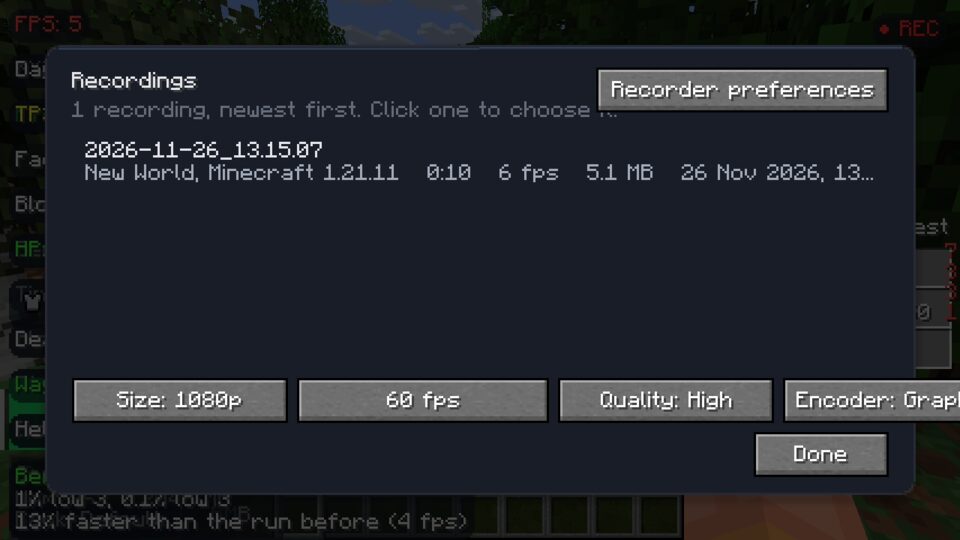 FPS: 5
REC
Recordings
Recorder preferences
1 recording, newest first. Click one to choose
2026-11-26_13.15.07
New World, Minecraft 1.21.11 0:10 6 fps 5.1 MB 26 Nov 2026, 13...
Size: 1080p
60 fps
Quality: High
Encoder: Grap
Done
1% low 3, 0.1% low 3
13% faster than the run before (4 fps)